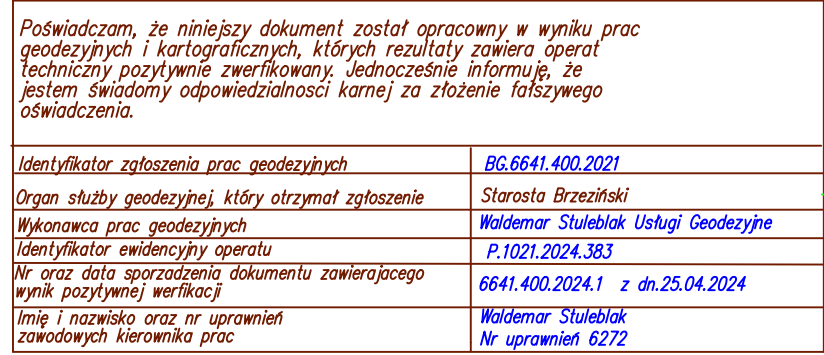 Poświadczam, że niniejszy dokument został opracowny w wyniku prac
geodezyjnych i kartograficznych, których rezultaty zawiera operat
techniczny pozytywnie zwerfikowany. Jednocześnie informuję, że
jestem świadomy odpowiedzialnosci karnej za złożenie fałszywego
oświadczenia.
Identyfikator zgłoszenia prac geodezyjnych BG.6641.400.2021
Organ służby geodezyjnej, który otrzymał zgłoszenie Starosta Brzeziński
Wykonawca prac geodezyjnych Waldemar Stuleblak Usługi Geodezyjne
Identyfikator ewidencyjny operatu P.1021.2024.383
Nr oraz data sporzadzenia dokumentu zawierajacego
wynik pozytywnej werfikacji 6641.400.2024.1 z dn.25.04.2024
Imię i nazwisko oraz nr uprawnień Waldemar Stuleblak
zawodowych kierownika prac Nr uprawnień 6272